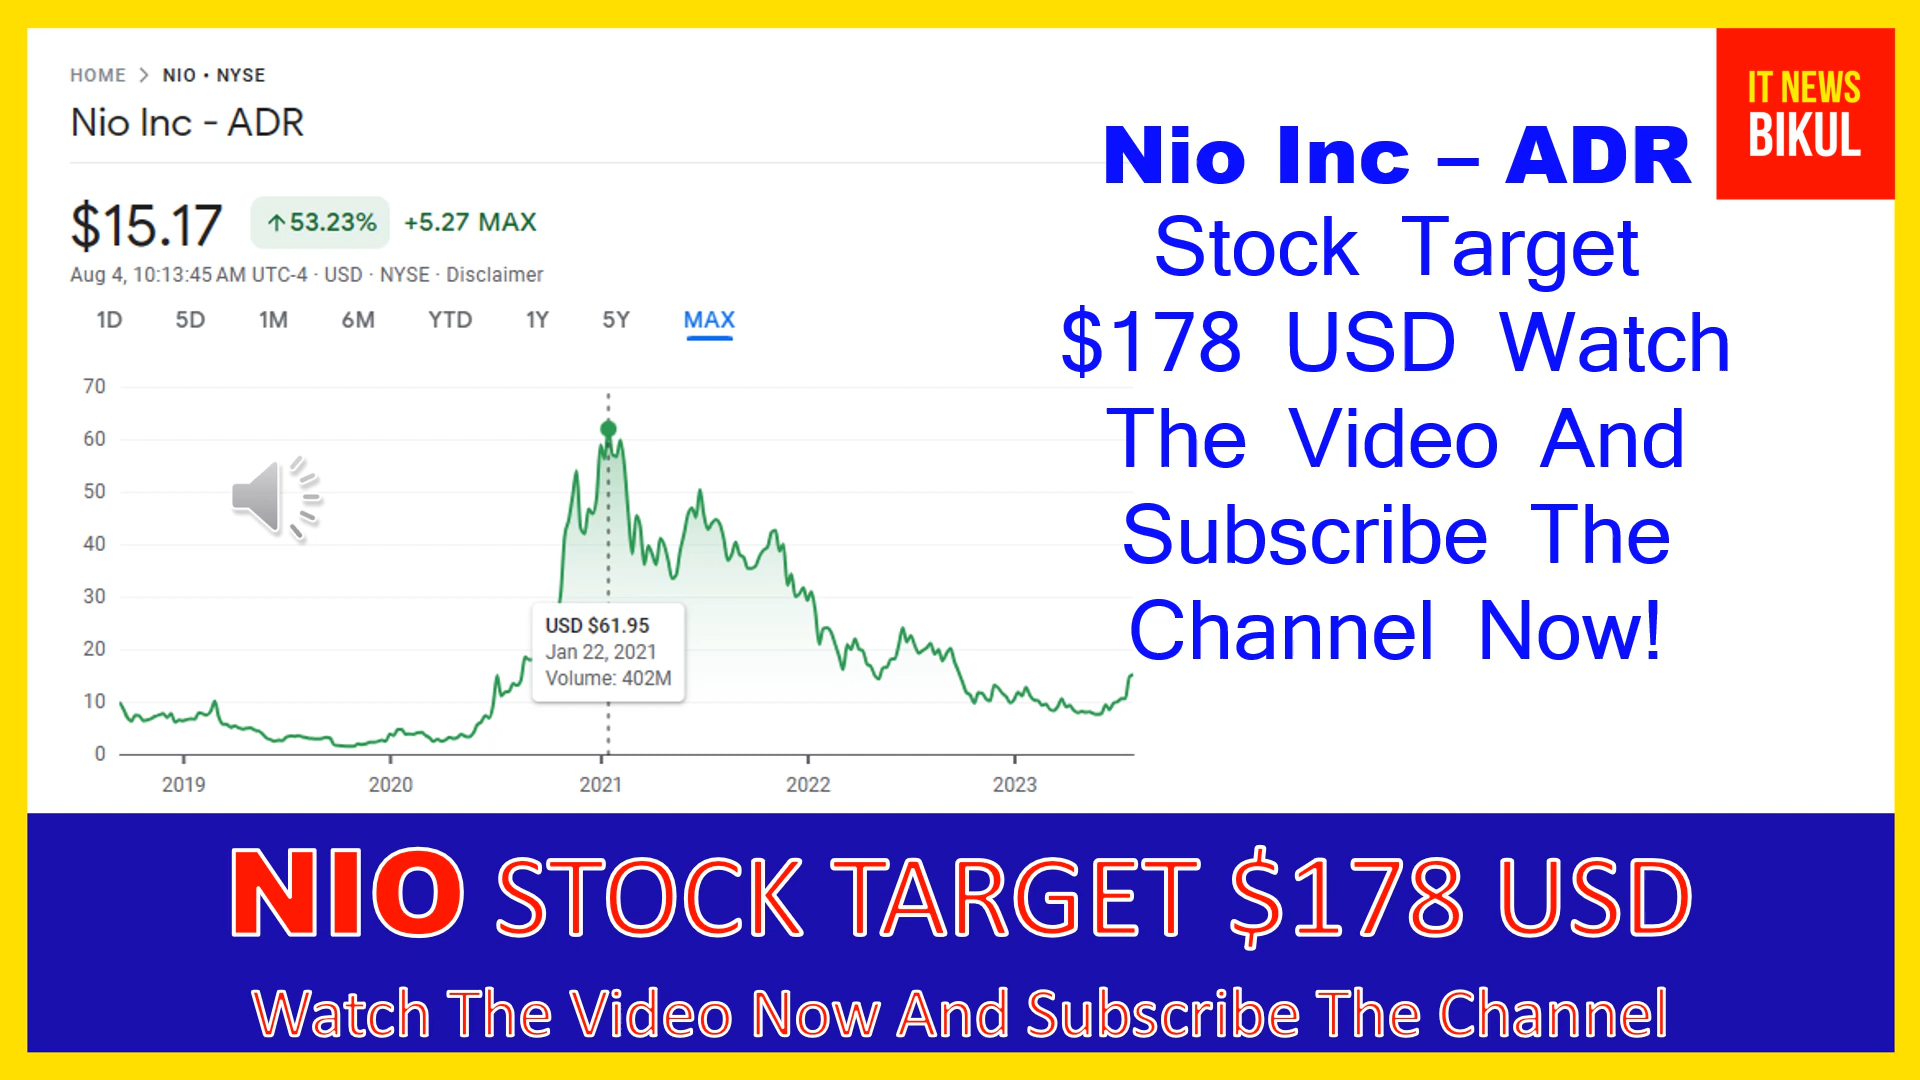 HOME > NIO • NYSE
Nio Inc - ADR
$15.17 ↑53.23% +5.27 MAX
Aug 4, 10:13:45 AM UTC-4 · USD · NYSE · Disclaimer
1D 5D 1M 6M YTD 1Y 5Y MAX
70
60
50
40
30
20
10
0
USD $61.95
Jan 22, 2021
Volume: 402M
2019 2020 2021 2022 2023
Nio Inc – ADR
Stock Target
$178 USD Watch
The Video And
Subscribe The
Channel Now!
IT NEWS
BIKUL
NIO STOCK TARGET $178 USD
Watch The Video Now And Subscribe The Channel